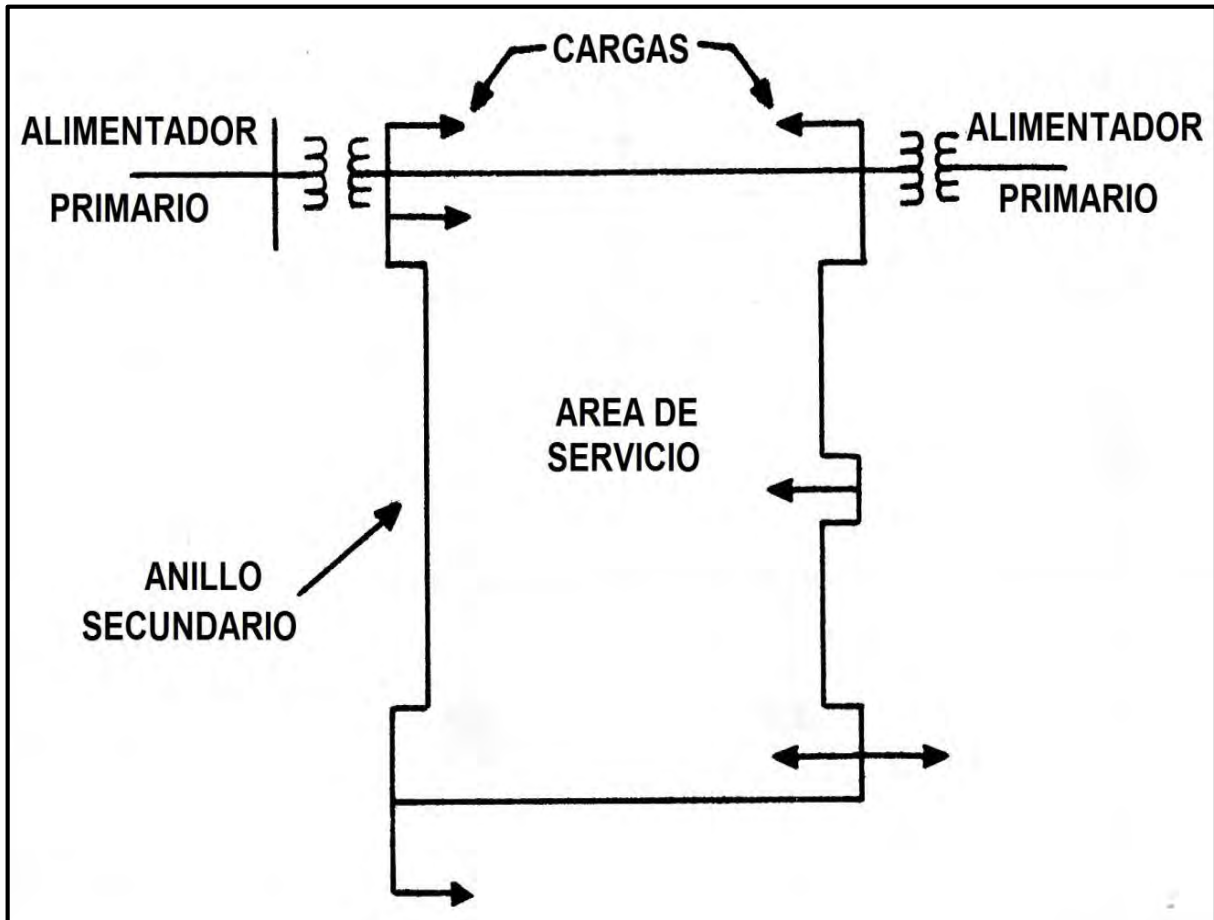 CARGAS
ALIMENTADOR
PRIMARIO
ALIMENTADOR
PRIMARIO
AREA DE
SERVICIO
ANILLO
SECUNDARIO